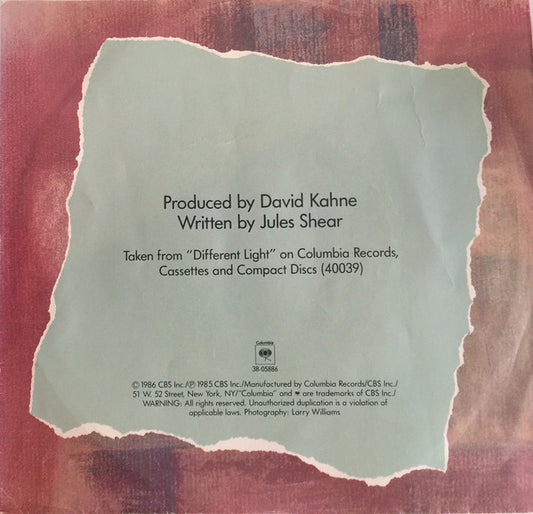 Produced by David Kahne
Written by Jules Shear
Taken from "Different Light" on Columbia Records,
Cassettes and Compact Discs (40039)
Columbia
38-05886
© 1986 CBS Inc./℗ 1985 CBS Inc./Manufactured by Columbia Records/CBS Inc./
51 W. 52 Street, New York, NY/"Columbia" and are trademarks of CBS Inc./
WARNING: All rights reserved. Unauthorized duplication is a violation of
applicable laws. Photography: Larry Williams